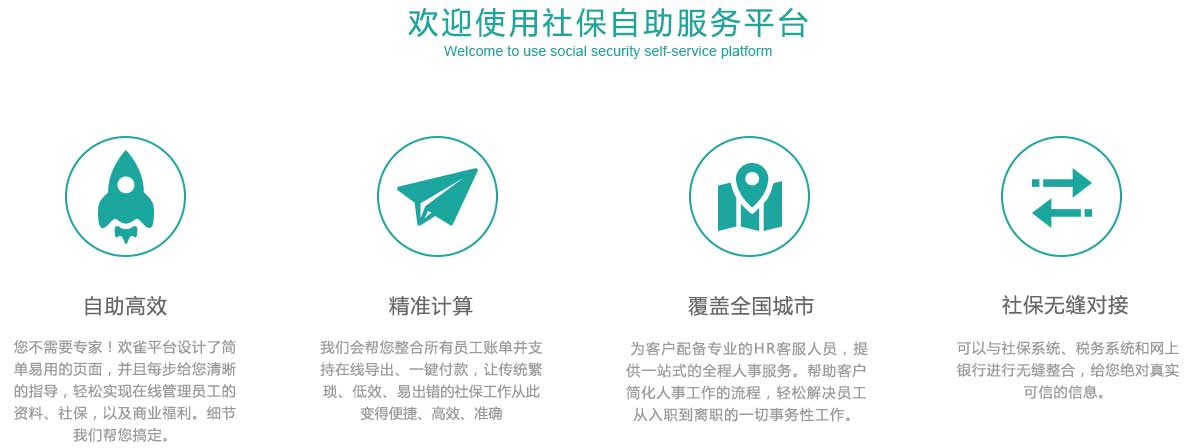 欢迎使用社保自助服务平台
Welcome to use social security self-service platform
自助高效
您不需要专家！欢雀平台设计了简
单易用的页面，并且每步给您清晰
的指导，轻松实现在线管理员工的
资料、社保，以及商业福利。细节
我们帮您搞定。
精准计算
我们会帮您整合所有员工账单并支
持在线导出、一键付款，让传统繁
琐、低效、易出错的社保工作从此
变得便捷、高效、准确
覆盖全国城市
为客户配备专业的HR客服人员，提
供一站式的全程人事服务。帮助客户
简化人事工作的流程，轻松解决员工
从入职到离职的一切事务性工作。
社保无缝对接
可以与社保系统、税务系统和网上
银行进行无缝整合，给您绝对真实
可信的信息。